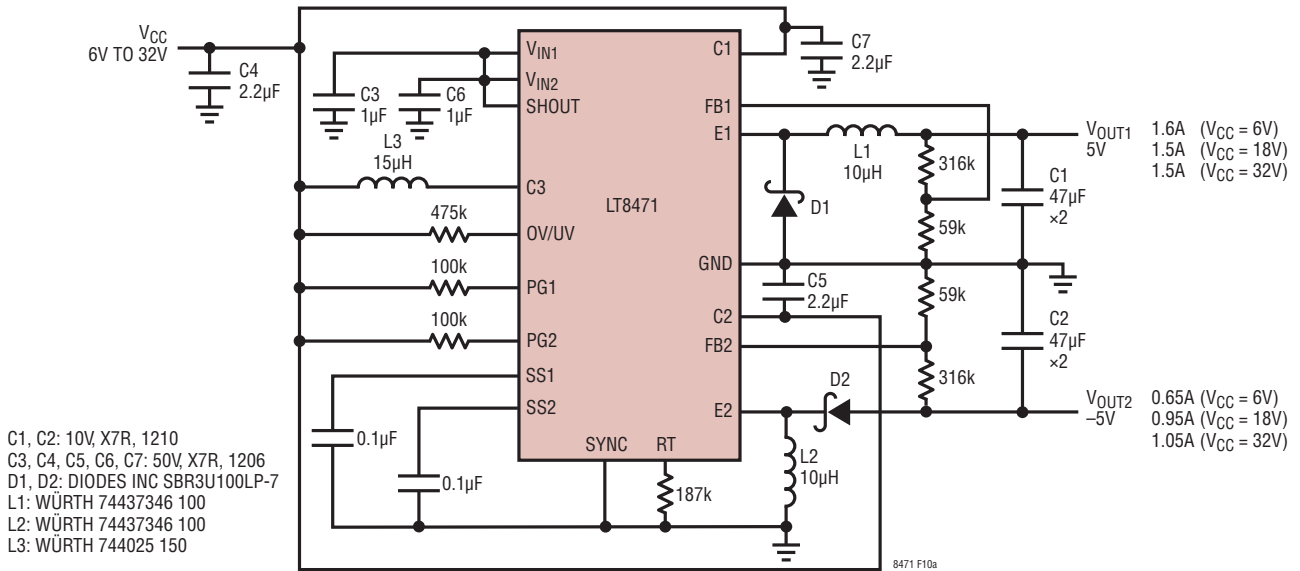 VCC
6V TO 32V
C4
2.2µF
C3
1µF
C6
1µF
L3
15µH
475k
100k
100k
0.1µF
0.1µF
VIN1
VIN2
SHOUT
C3
OV/UV
PG1
PG2
SS1
SS2
SYNC
RT
LT8471
C1
FB1
E1
GND
C2
FB2
E2
187k
C7
2.2µF
L1
10µH
D1
316k
59k
C1
47µF
×2
C5
2.2µF
59k
316k
C2
47µF
×2
D2
L2
10µH
VOUT1 1.6A (VCC = 6V)
5V 1.5A (VCC = 18V)
1.5A (VCC = 32V)
VOUT2 0.65A (VCC = 6V)
–5V 0.95A (VCC = 18V)
1.05A (VCC = 32V)
C1, C2: 10V, X7R, 1210
C3, C4, C5, C6, C7: 50V, X7R, 1206
D1, D2: DIODES INC SBR3U100LP-7
L1: WÜRTH 74437346 100
L2: WÜRTH 74437346 100
L3: WÜRTH 744025 150
8471 F10a